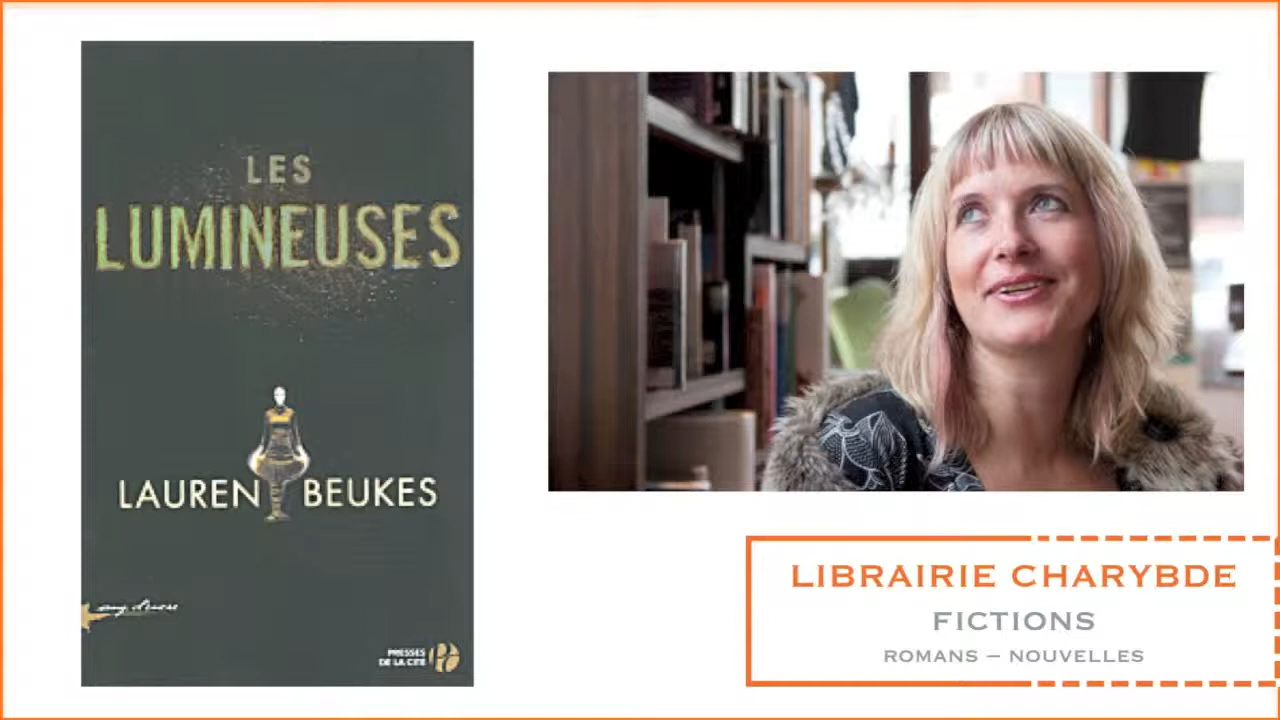 LES
LUMINEUSES
LAUREN BEUKES
PRESSES
DE LA CITÉ
LIBRAIRIE CHARYBDE
FICTIONS
ROMANS – NOUVELLES